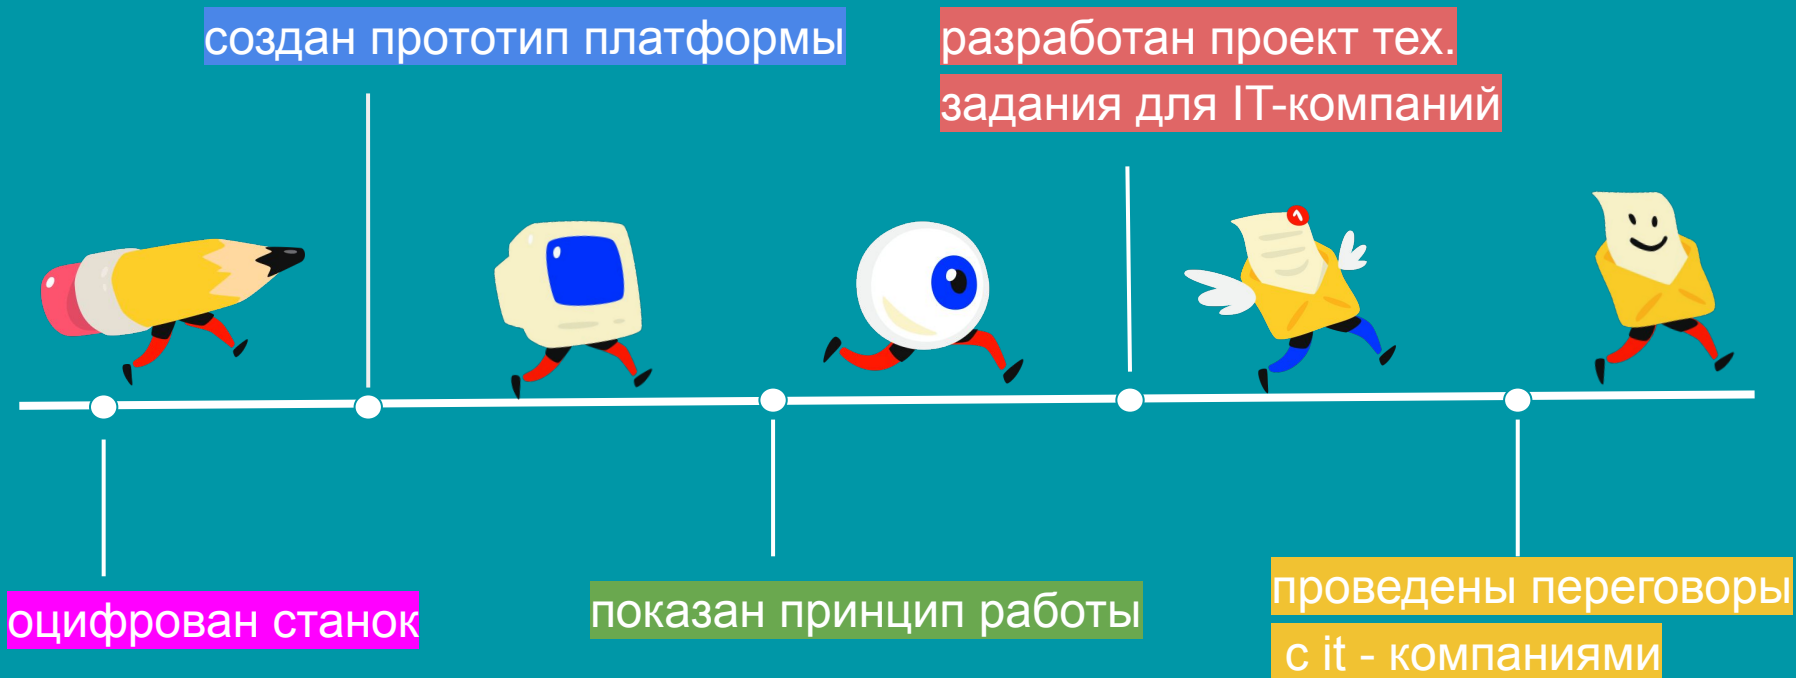 создан прототип платформы
разработан проект тех.
задания для IT-компаний
оцифрован станок
показан принцип работы
проведены переговоры
с it - компаниями